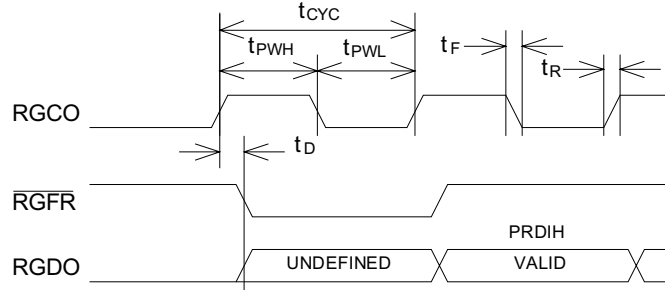 tCYC
tPWH
tPWL
tF
tR
RGCO
tD
RGFR
PRDIH
RGDO
UNDEFINED
VALID